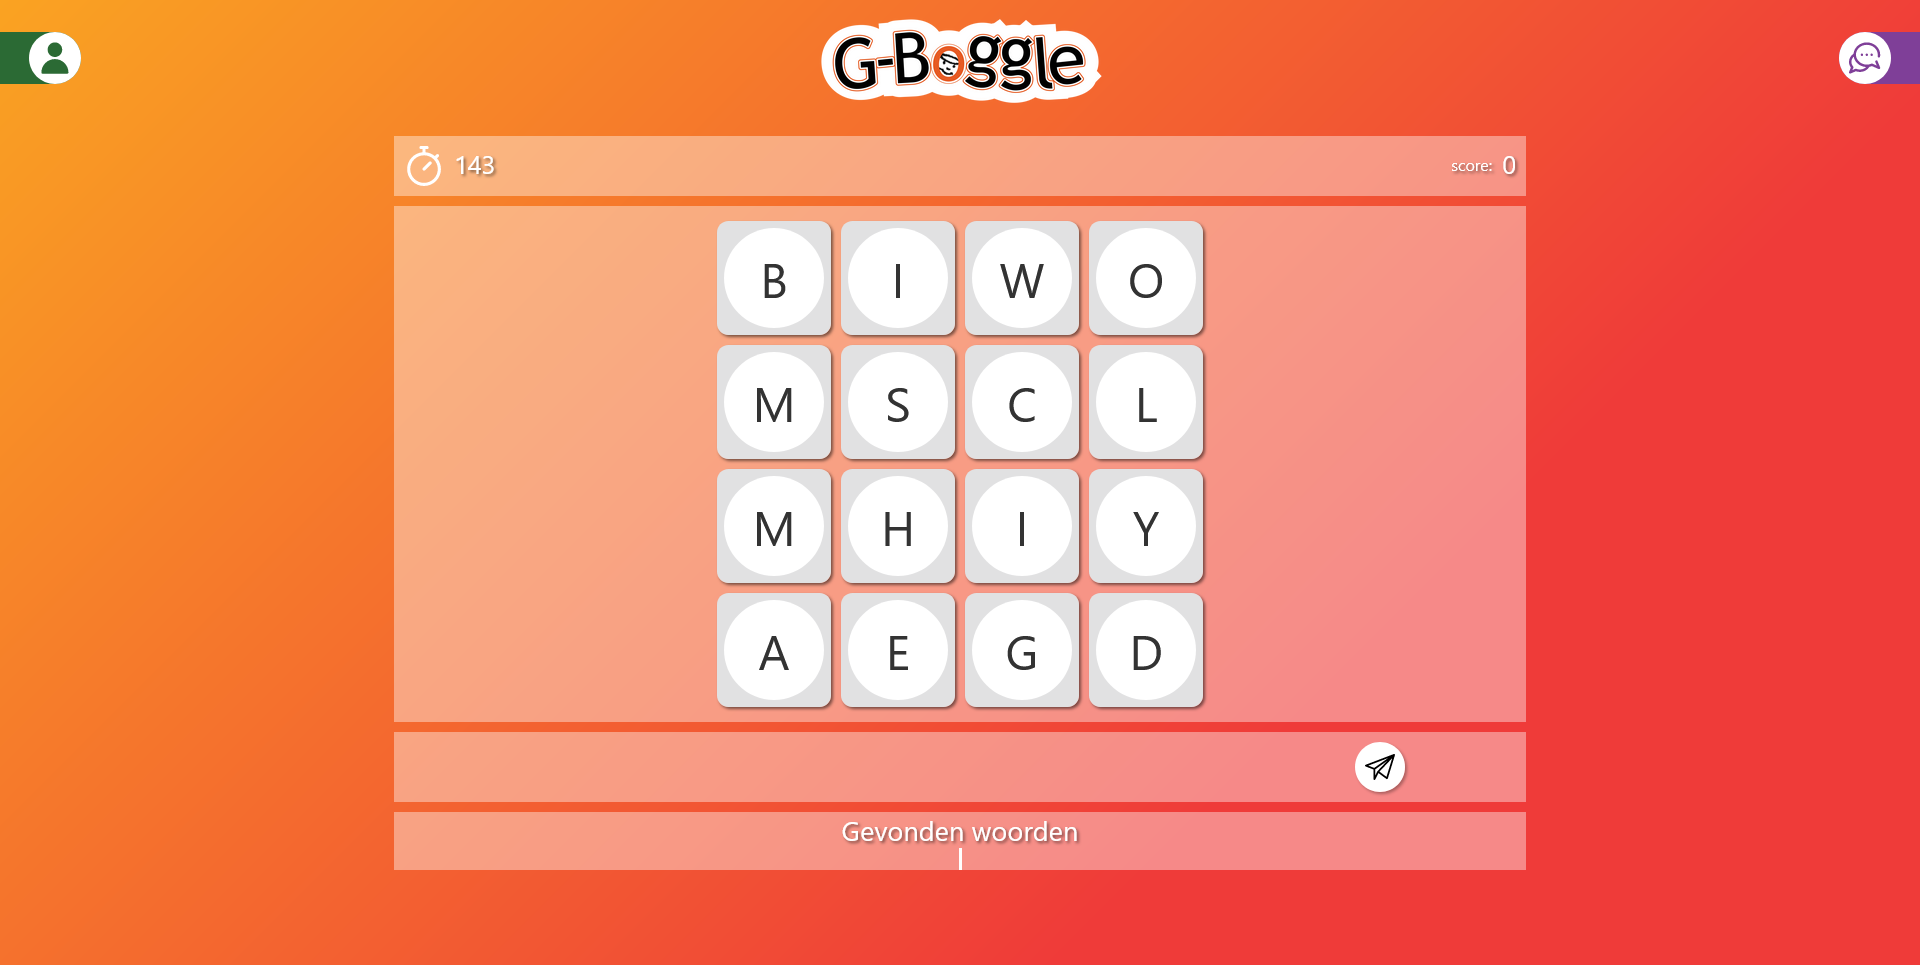 G-Boggle
143
score: 0
B I W O
M S C L
M H I Y
A E G D
Gevonden woorden